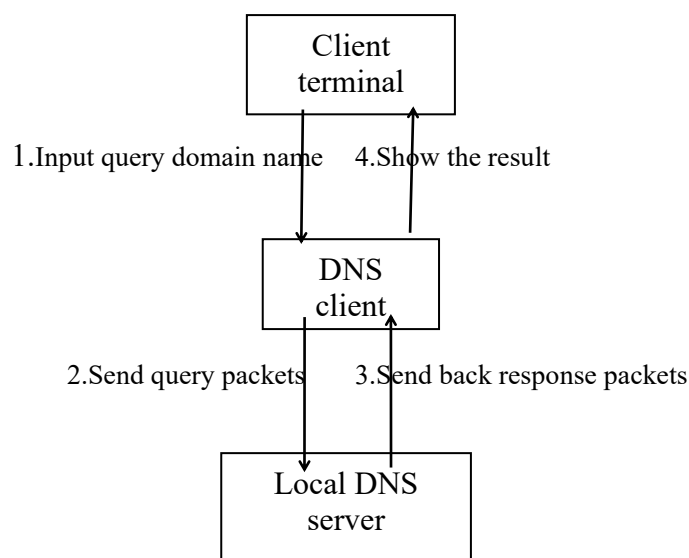 Client
terminal
1.Input query domain name
4.Show the result
DNS
client
2.Send query packets
3.Send back response packets
Local DNS
server